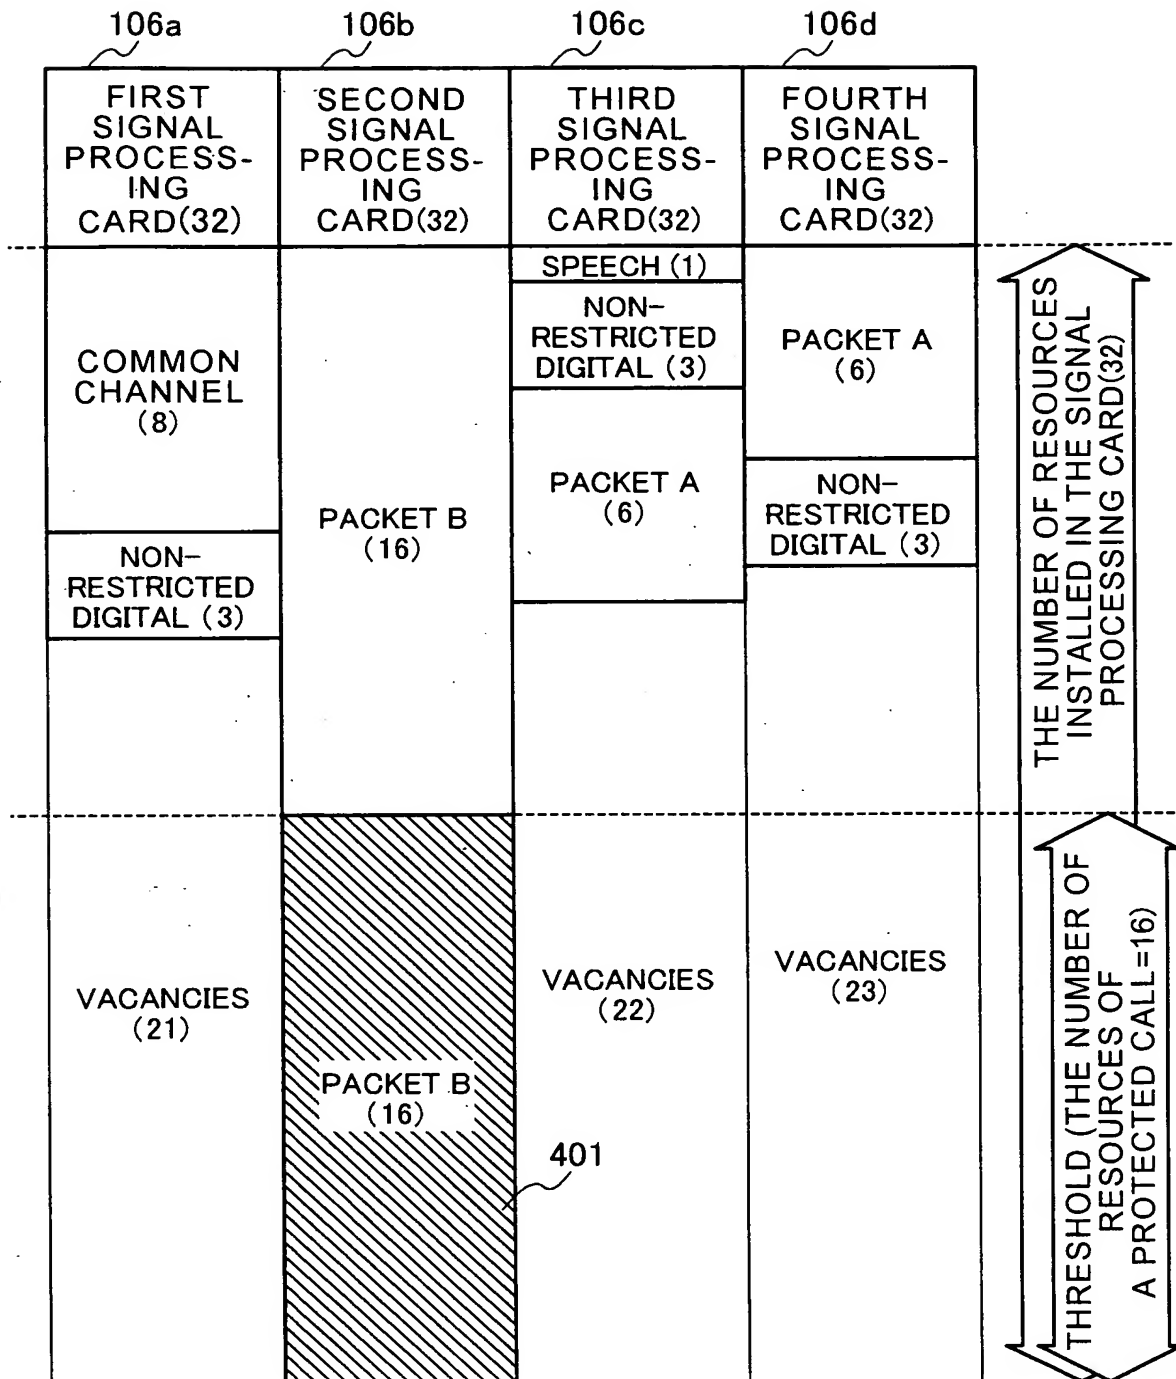 106a
106b
106c
106d
FIRST
SIGNAL
PROCESS-
ING
CARD(32)
SECOND
SIGNAL
PROCESS-
ING
CARD(32)
THIRD
SIGNAL
PROCESS-
ING
CARD(32)
FOURTH
SIGNAL
PROCESS-
ING
CARD(32)
COMMON
CHANNEL
(8)
NON-
RESTRICTED
DIGITAL (3)
VACANCIES
(21)
PACKET B
(16)
PACKET B
(16)
401
SPEECH (1)
NON-
RESTRICTED
DIGITAL (3)
PACKET A
(6)
VACANCIES
(22)
PACKET A
(6)
NON-
RESTRICTED
DIGITAL (3)
VACANCIES
(23)
THE NUMBER OF RESOURCES
INSTALLED IN THE SIGNAL
PROCESSING CARD(32)
THRESHOLD (THE NUMBER OF
RESOURCES OF
A PROTECTED CALL=16)